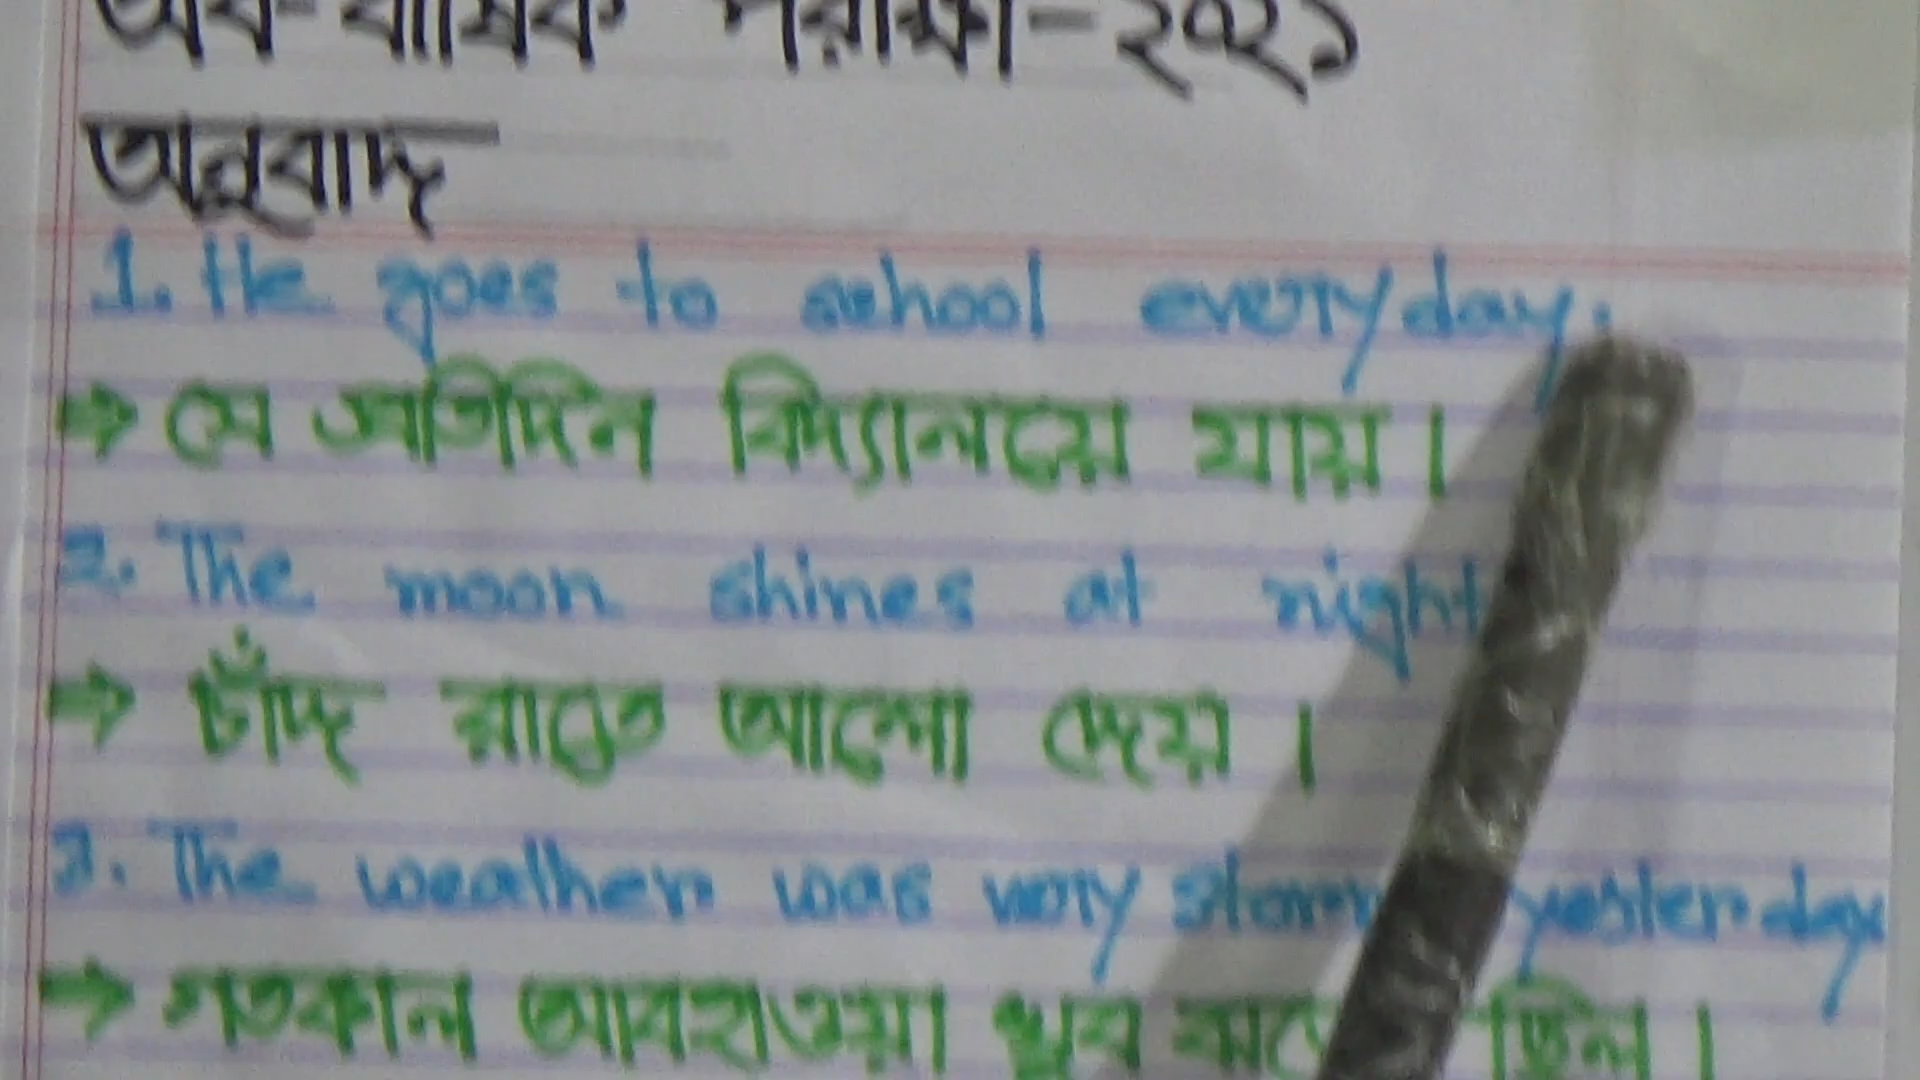 অর্ধ-বার্ষিক পরীক্ষা-২০২১
অনুবাদ
1. He goes to school everyday.
⇒ সে প্রতিদিন বিদ্যালয়ে যায়।
2. The moon shines at night
⇒ চাঁদ রাতে আলো দেয়।
3. The weather was very yesterday
⇒ গতকাল আবহাওয়া খুব ছিল।